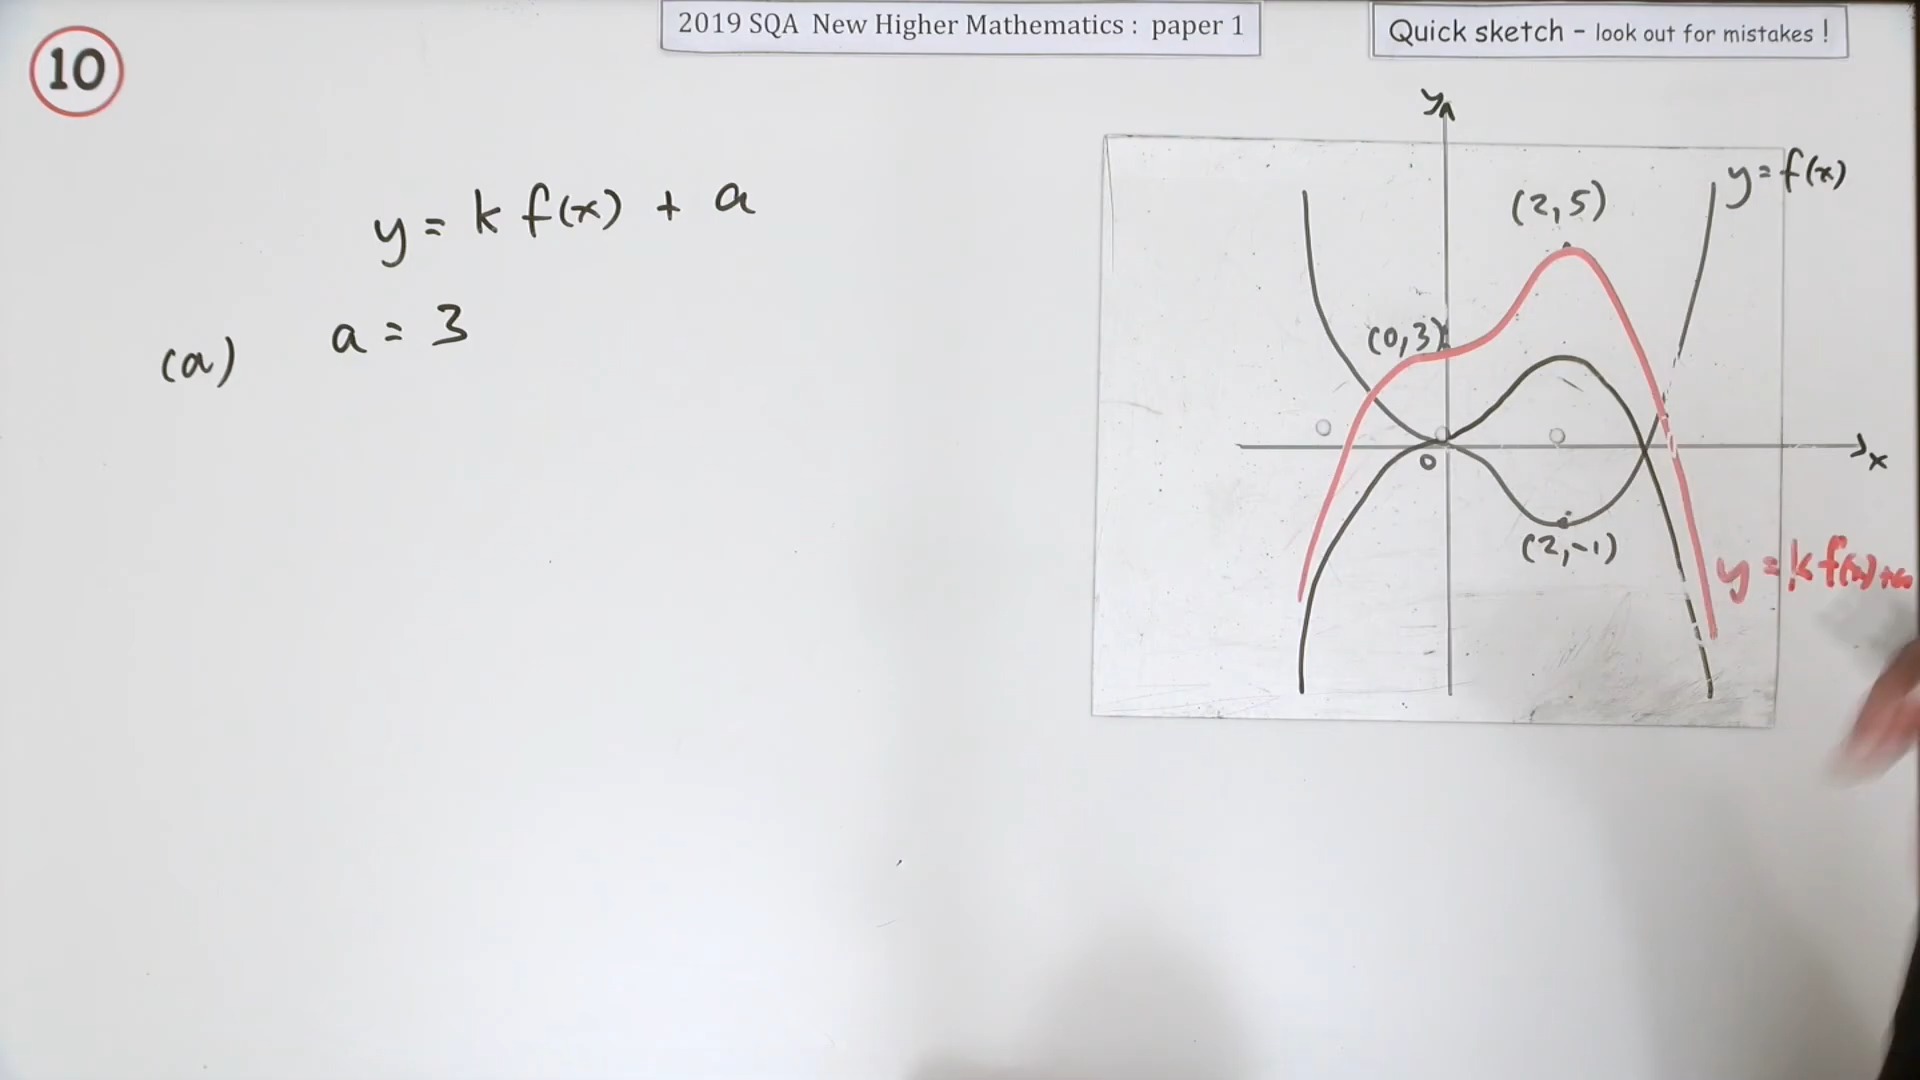 10
2019 SQA New Higher Mathematics : paper 1
Quick sketch – look out for mistakes !
y = k f(x) + a
(a) a = 3
y
y = f(x)
(2,5)
(0,3)
0
x
(2,-1)
y = k f(x) +a